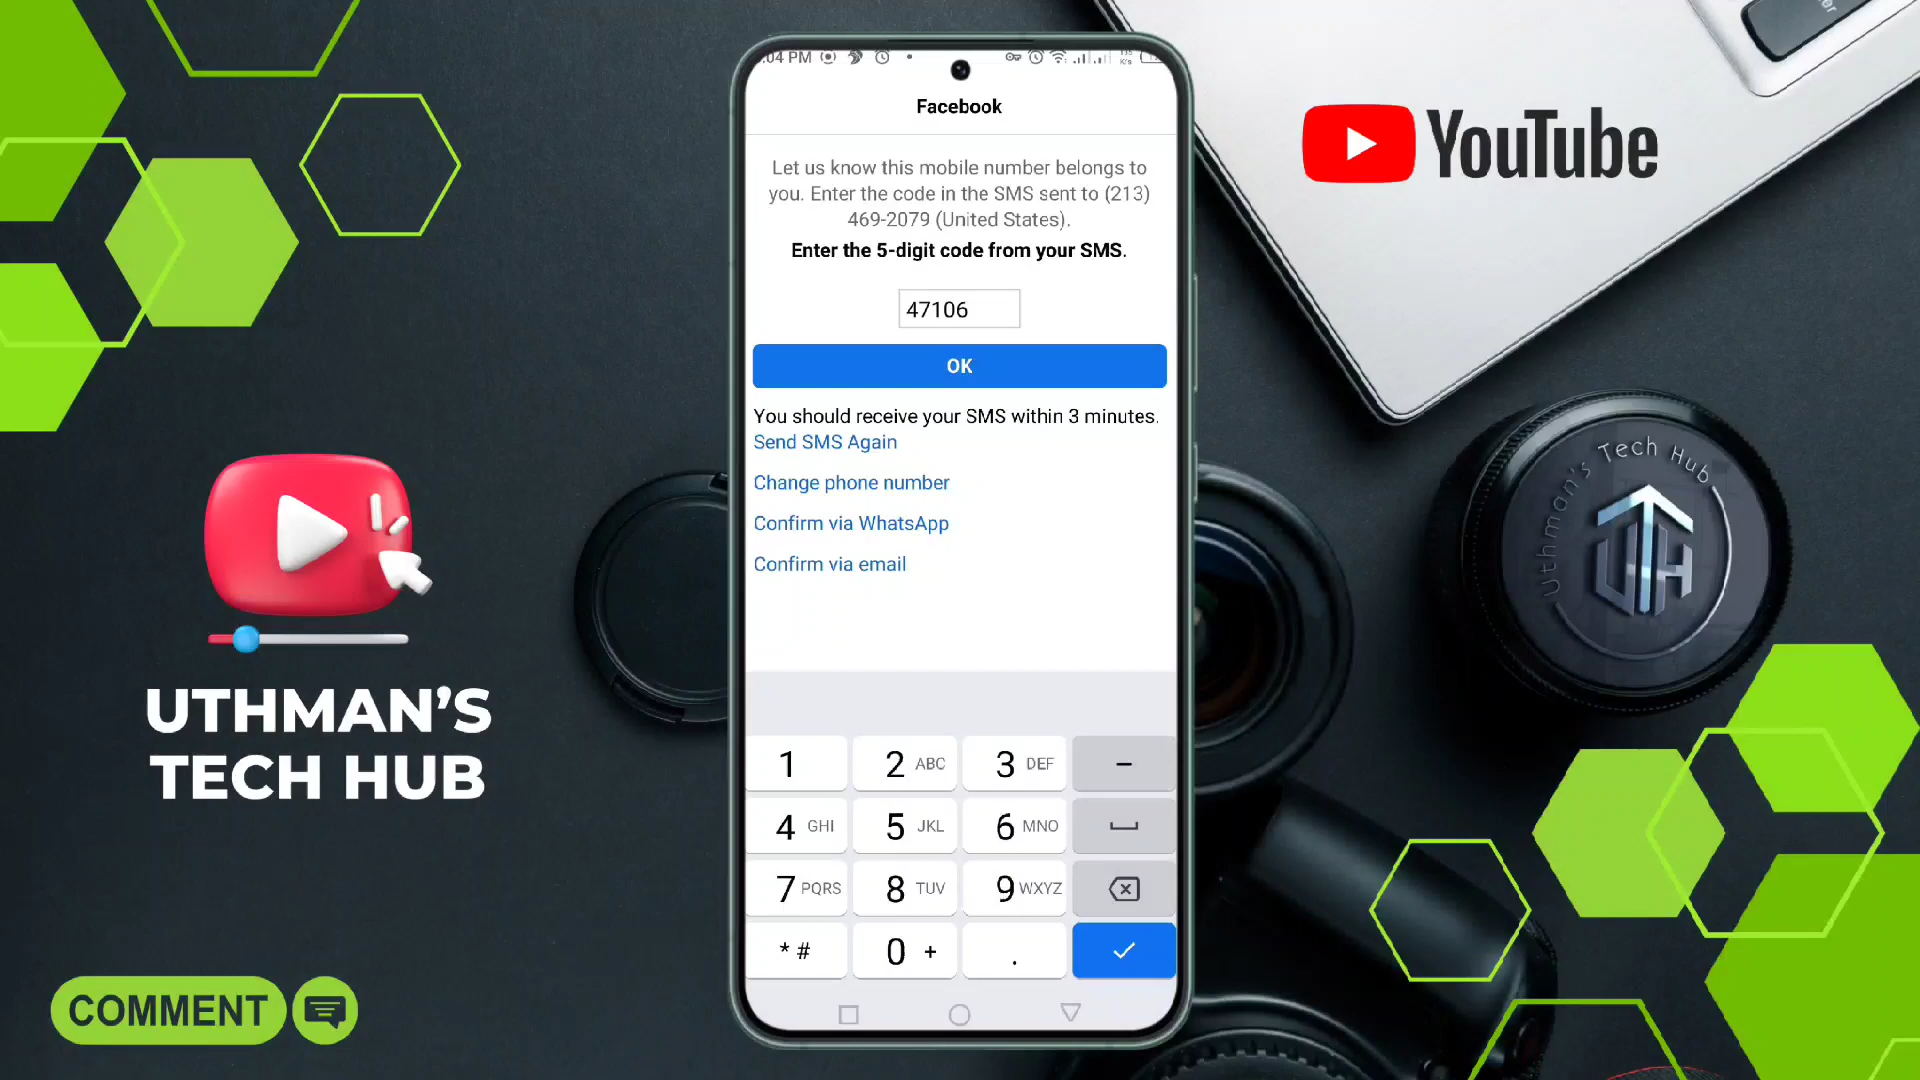 :04 PM
K/s
Facebook
Let us know this mobile number belongs to
you. Enter the code in the SMS sent to (213)
469-2079 (United States).
Enter the 5-digit code from your SMS.
47106
OK
You should receive your SMS within 3 minutes.
Send SMS Again
Change phone number
Confirm via WhatsApp
Confirm via email
1
2 ABC
3 DEF
–
4 GHI
5 JKL
6 MNO
7 PQRS
8 TUV
9 WXYZ
* #
0 +
.
YouTube
Uthman's Tech Hub
UTH
UTHMAN'S
TECH HUB
COMMENT